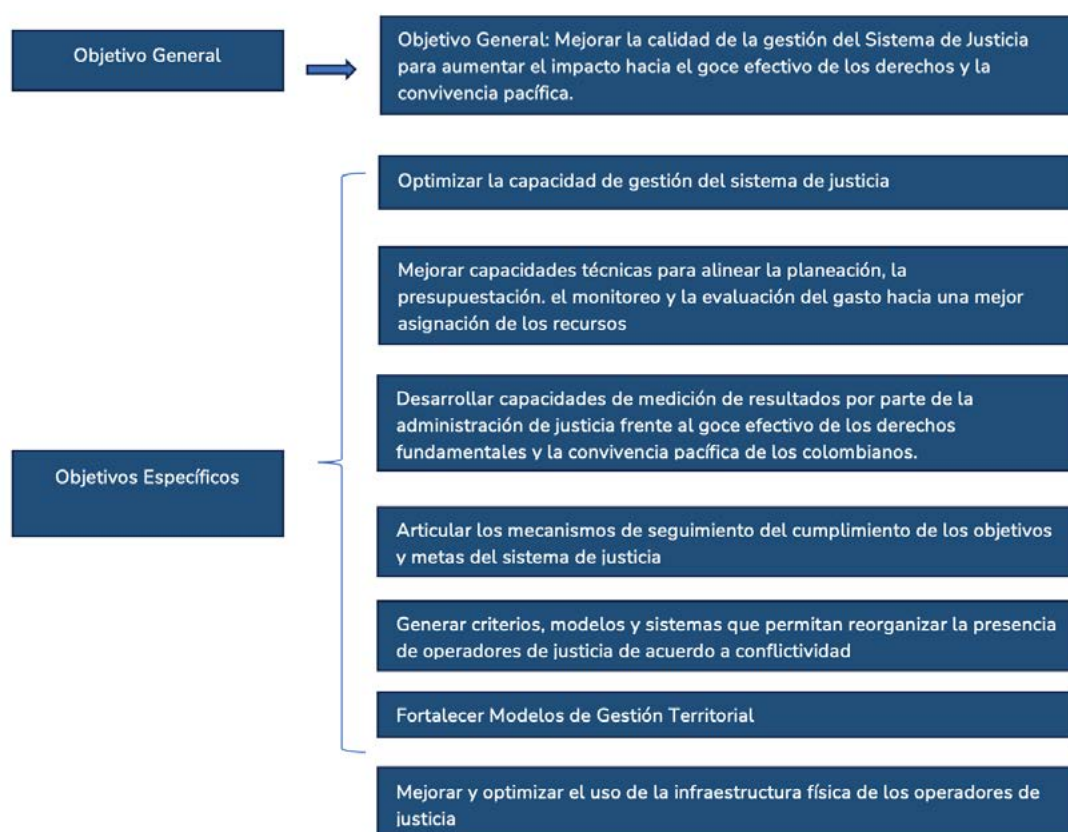 Objetivo General
Objetivo General: Mejorar la calidad de la gestión del Sistema de Justicia
para aumentar el impacto hacia el goce efectivo de los derechos y la
convivencia pacífica.
Optimizar la capacidad de gestión del sistema de justicia
Mejorar capacidades técnicas para alinear la planeación, la
presupuestación. el monitoreo y la evaluación del gasto hacia una mejor
asignación de los recursos
Desarrollar capacidades de medición de resultados por parte de la
administración de justicia frente al goce efectivo de los derechos
fundamentales y la convivencia pacífica de los colombianos.
Objetivos Específicos
Articular los mecanismos de seguimiento del cumplimiento de los objetivos
y metas del sistema de justicia
Generar criterios, modelos y sistemas que permitan reorganizar la presencia
de operadores de justicia de acuerdo a conflictividad
Fortalecer Modelos de Gestión Territorial
Mejorar y optimizar el uso de la infraestructura física de los operadores de
justicia